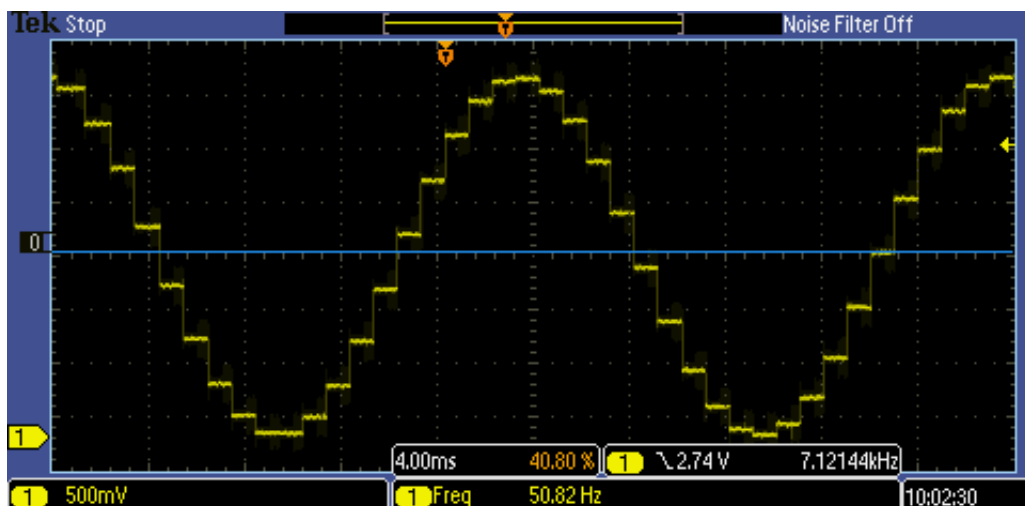 Tek Stop Noise Filter Off
0
1
4.00ms 40.80 %
1 2.74 V 7.12144kHz
1 500mV
1 Freq 50.82 Hz
10:02:30